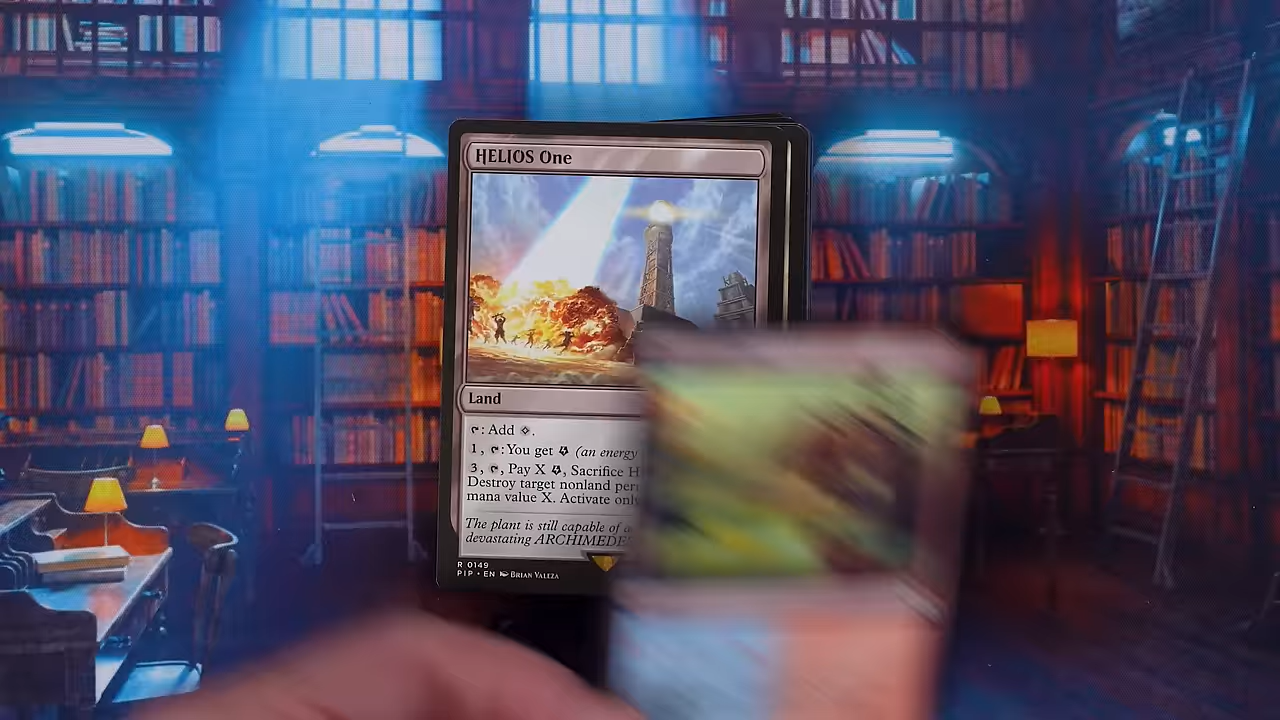 HELIOS One
Land
: Add .
1, :You get (an energy
3, , Pay X , Sacrifice H
Destroy target nonland per
mana value X. Activate onl
The plant is still capable of
devastating ARCHIMEDE
R 0149
PIP • EN BRIAN VALEZA